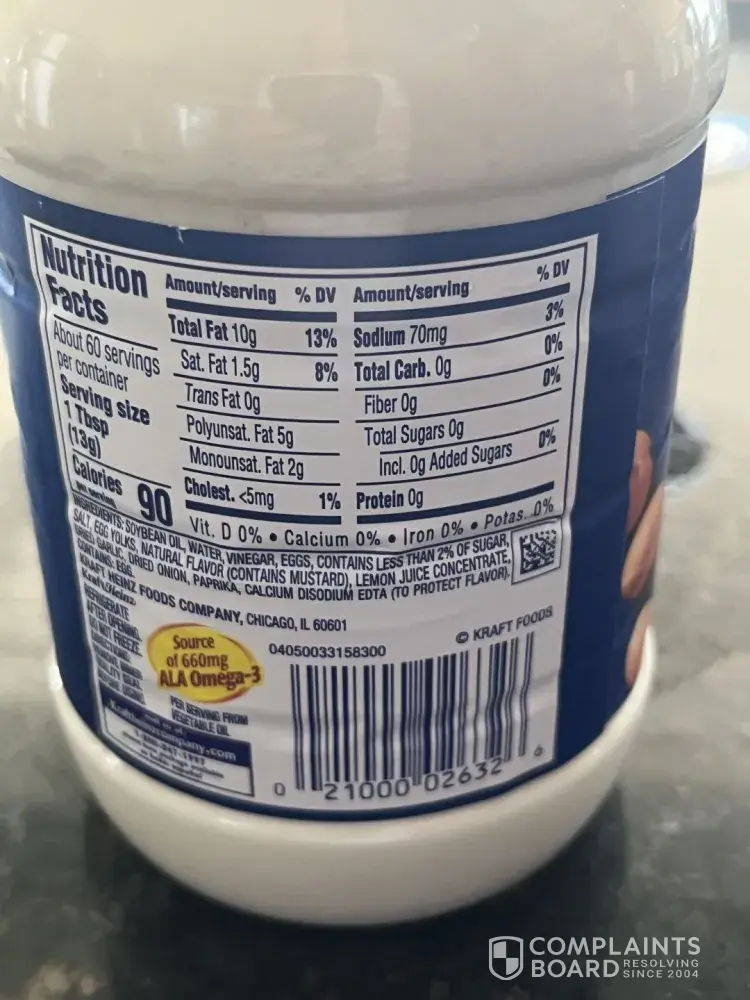 Nutrition
Facts
About 60 servings
per container
Serving size
1 Tbsp
(13g)
Calories 90
per serving
Amount/serving % DV
Total Fat 10g 13%
Sat. Fat 1.5g 8%
Trans Fat 0g
Polyunsat. Fat 5g
Monounsat. Fat 2g
Cholest. <5mg 1%
Amount/serving % DV
Sodium 70mg 3%
Total Carb. 0g 0%
Fiber 0g 0%
Total Sugars 0g
Incl. 0g Added Sugars 0%
Protein 0g
Vit. D 0% • Calcium 0% • Iron 0% • Potas. 0%
INGREDIENTS: SOYBEAN OIL, WATER, VINEGAR, EGGS, CONTAINS LESS THAN 2% OF SUGAR,
SALT, EGG YOLKS, NATURAL FLAVOR (CONTAINS MUSTARD), LEMON JUICE CONCENTRATE,
DRIED GARLIC, DRIED ONION, PAPRIKA, CALCIUM DISODIUM EDTA (TO PROTECT FLAVOR).
CONTAINS: EGG.
KRAFT HEINZ FOODS COMPANY, CHICAGO, IL 60601
KraftHeinz
REFRIGERATE
AFTER OPENING.
DO NOT FREEZE.
Source
of 660mg
ALA Omega-3
PER SERVING FROM
VEGETABLE OIL
04050033158300
© KRAFT FOODS
0 21000 02632 6
COMPLAINTS
BOARD RESOLVING
SINCE 2004